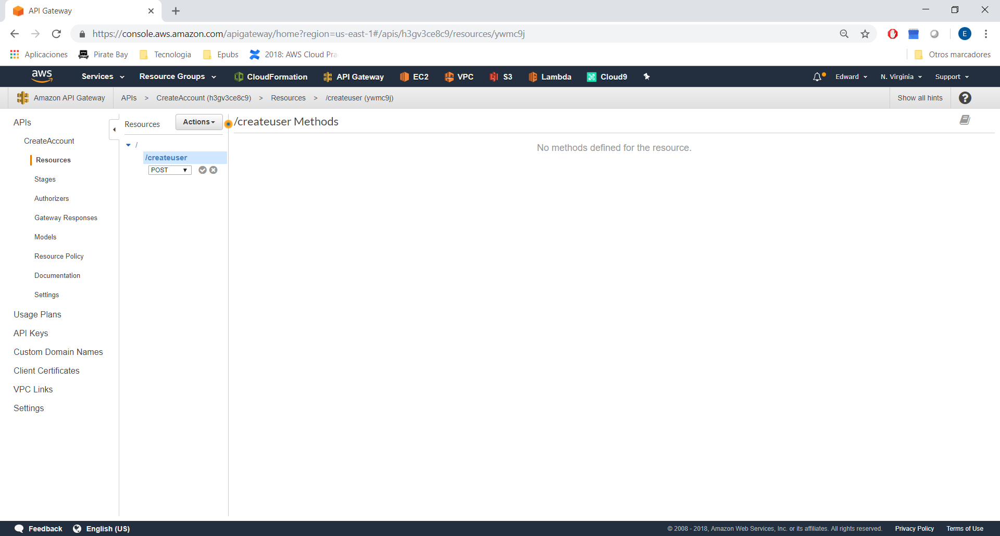 API Gateway
https://console.aws.amazon.com/apigateway/home?region=us-east-1#/apis/h3gv3ce8c9/resources/ywmc9j
E
Aplicaciones Pirate Bay Tecnologia Epubs 2018: AWS Cloud Pra Otros marcadores
aws Services Resource Groups CloudFormation API Gateway EC2 VPC S3 Lambda Cloud9 Edward N. Virginia Support
Amazon API Gateway APIs > CreateAccount (h3gv3ce8c9) > Resources > /createuser (ywmc9j) Show all hints ?
APIs
CreateAccount
Resources
Stages
Authorizers
Gateway Responses
Models
Resource Policy
Documentation
Settings
Usage Plans
API Keys
Custom Domain Names
Client Certificates
VPC Links
Settings
Resources Actions
/
/createuser
POST
/createuser Methods
No methods defined for the resource.
Feedback English (US) © 2008 - 2018, Amazon Web Services, Inc. or its affiliates. All rights reserved. Privacy Policy Terms of Use